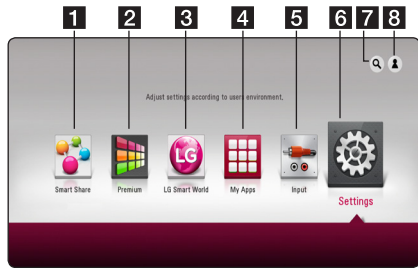 1 2 3 4 5 6 7 8
Adjust settings according to users environment.
LG
Smart Share Premium LG Smart World My Apps Input
Settings